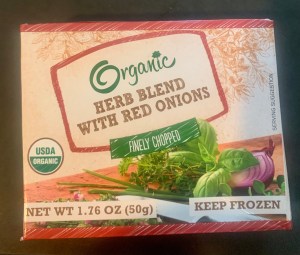 Organic
HERB BLEND
WITH RED ONIONS
FINELY CHOPPED
USDA
ORGANIC
SERVING SUGGESTION
NET WT 1.76 OZ (50g)
KEEP FROZEN